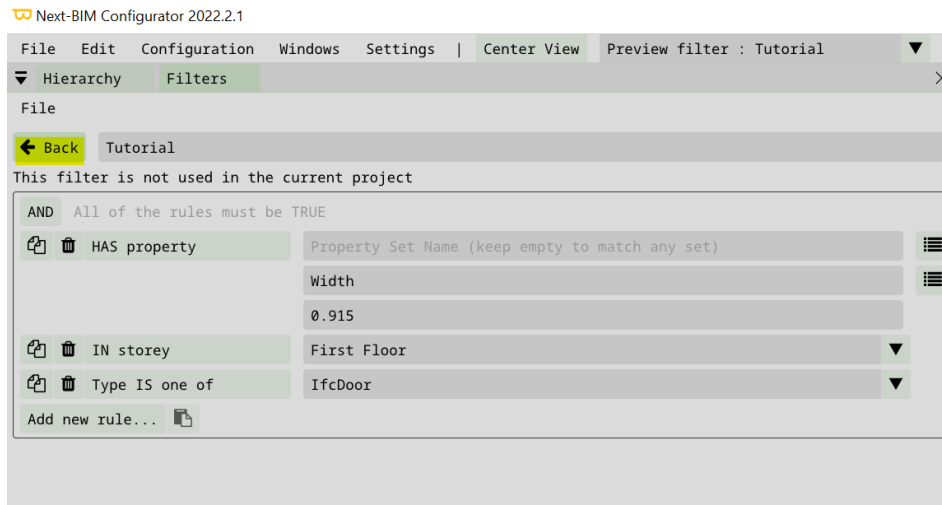 Next-BIM Configurator 2022.2.1
File Edit Configuration Windows Settings | Center View Preview filter : Tutorial
Hierarchy Filters
File
Back Tutorial
This filter is not used in the current project
AND All of the rules must be TRUE
HAS property Property Set Name (keep empty to match any set)
Width
0.915
IN storey First Floor
Type IS one of IfcDoor
Add new rule...